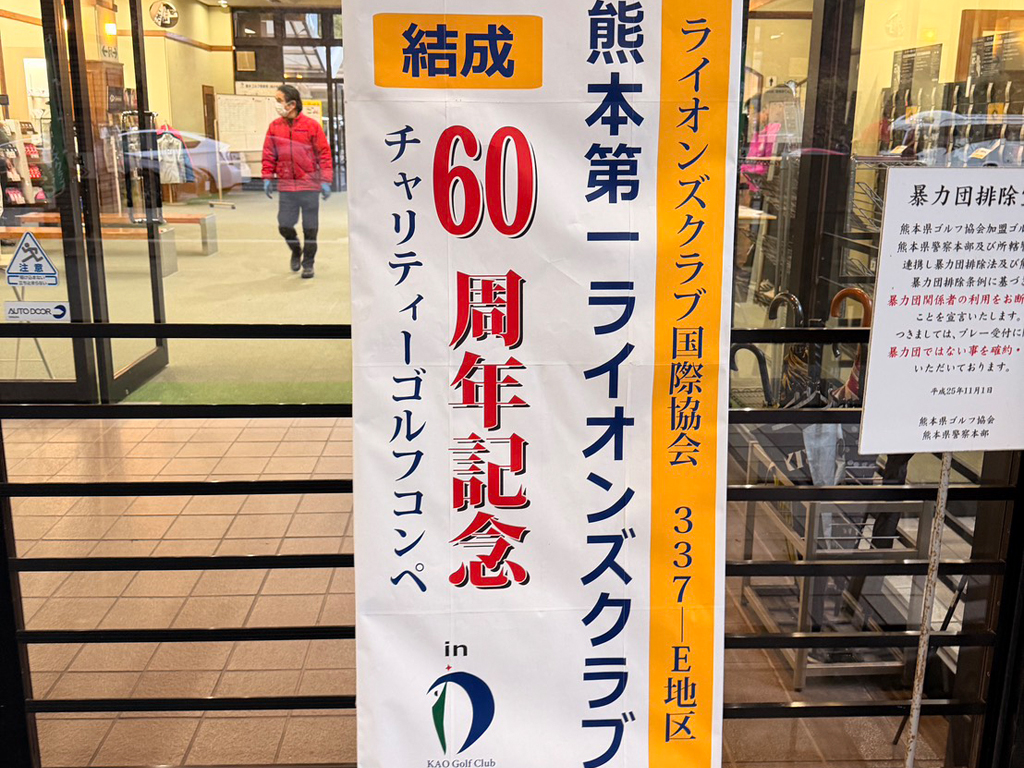 ライオンズクラブ国際協会 337―E地区
熊本第一ライオンズクラブ
結成
60周年記念
チャリティーゴルフコンペ
in
KAO Golf Club
注意
AUTO DOOR
暴力団排除
熊本県ゴルフ協会加盟ゴル
熊本県警察本部及び所轄
連携し暴力団排除法及び
暴力団排除条例に基づ
暴力団関係者の利用をお断
ことを宣言いたします。
つきましては、プレー受付に
暴力団ではない事を確約・
いただいております。
平成25年11月1日
熊本県ゴルフ協会
熊本県警察本部